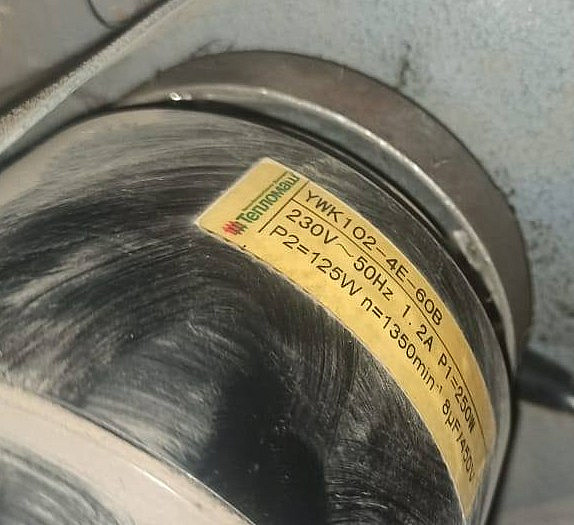 Тепломаш
YWK102-4E-60B
230V~50Hz 1.2A P1=250W
P2=125W n=1350min⁻¹ 8μF/450V